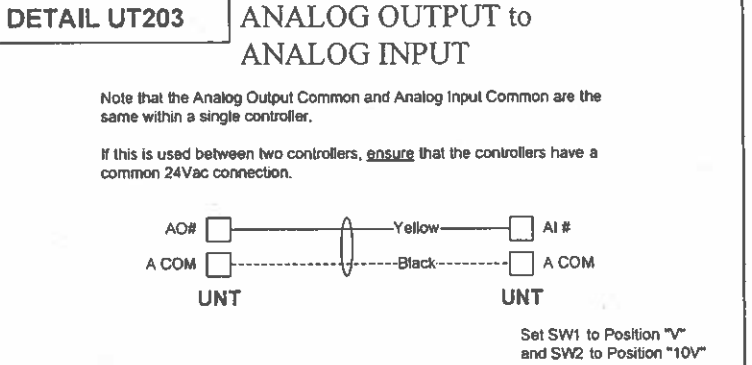 DETAIL UT203
ANALOG OUTPUT to
ANALOG INPUT
Note that the Analog Output Common and Analog Input Common are the
same within a single controller.
If this is used between two controllers, ensure that the controllers have a
common 24Vac connection.
AO# Yellow AI #
A COM Black A COM
UNT UNT
Set SW1 to Position "V"
and SW2 to Position "10V"